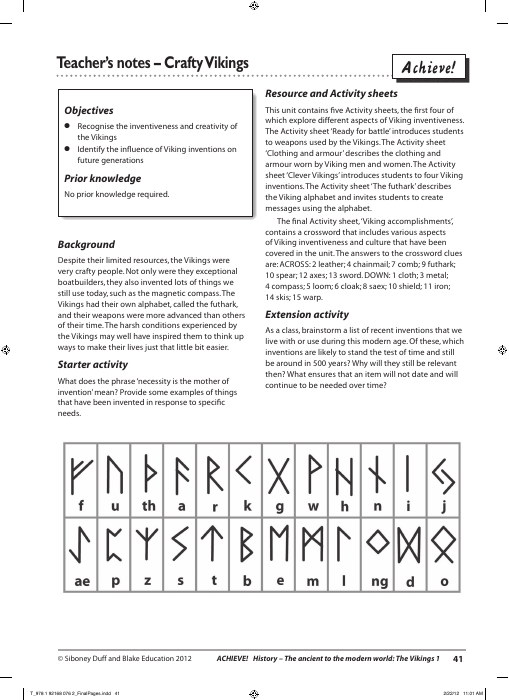 Teacher's notes – Crafty Vikings
Achieve!
Objectives
● Recognise the inventiveness and creativity of
the Vikings
● Identify the influence of Viking inventions on
future generations
Prior knowledge
No prior knowledge required.
Background
Despite their limited resources, the Vikings were
very crafty people. Not only were they exceptional
boatbuilders, they also invented lots of things we
still use today, such as the magnetic compass. The
Vikings had their own alphabet, called the futhark,
and their weapons were more advanced than others
of their time. The harsh conditions experienced by
the Vikings may well have inspired them to think up
ways to make their lives just that little bit easier.
Starter activity
What does the phrase 'necessity is the mother of
invention' mean? Provide some examples of things
that have been invented in response to specific
needs.
Resource and Activity sheets
This unit contains five Activity sheets, the first four of
which explore different aspects of Viking inventiveness.
The Activity sheet 'Ready for battle' introduces students
to weapons used by the Vikings. The Activity sheet
'Clothing and armour' describes the clothing and
armour worn by Viking men and women. The Activity
sheet 'Clever Vikings' introduces students to four Viking
inventions. The Activity sheet 'The futhark' describes
the Viking alphabet and invites students to create
messages using the alphabet.
The final Activity sheet, 'Viking accomplishments',
contains a crossword that includes various aspects
of Viking inventiveness and culture that have been
covered in the unit. The answers to the crossword clues
are: ACROSS: 2 leather; 4 chainmail; 7 comb; 9 futhark;
10 spear; 12 axes; 13 sword. DOWN: 1 cloth; 3 metal;
4 compass; 5 loom; 6 cloak; 8 saex; 10 shield; 11 iron;
14 skis; 15 warp.
Extension activity
As a class, brainstorm a list of recent inventions that we
live with or use during this modern age. Of these, which
inventions are likely to stand the test of time and still
be around in 500 years? Why will they still be relevant
then? What ensures that an item will not date and will
continue to be needed over time?
ᚠ ᚢ ᚦ ᚨ ᚱ ᚲ ᚷ ᚹ ᚺ ᚾ ᛁ ᛃ
f u th a r k g w h n i j
ᛇ ᛈ ᛉ ᛊ ᛏ ᛒ ᛖ ᛗ ᛚ ᛜ ᛞ ᛟ
ae p z s t b e m l ng d o
© Siboney Duff and Blake Education 2012
ACHIEVE! History – The ancient to the modern world: The Vikings 1 41